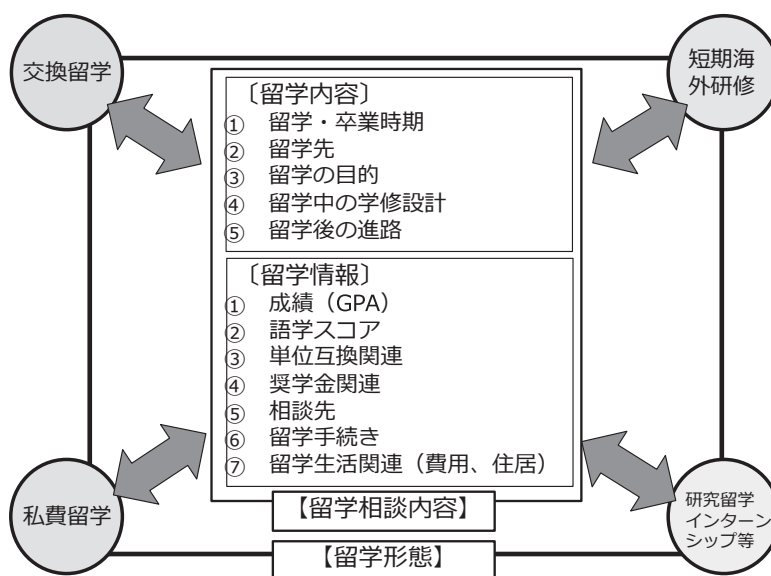 交換留学
短期海
外研修
〔留学内容〕
① 留学・卒業時期
② 留学先
③ 留学の目的
④ 留学中の学修設計
⑤ 留学後の進路
〔留学情報〕
① 成績（GPA）
② 語学スコア
③ 単位互換関連
④ 奨学金関連
⑤ 相談先
⑥ 留学手続き
⑦ 留学生活関連（費用、住居）
私費留学
研究留学
インターン
シップ等
【留学相談内容】
【留学形態】